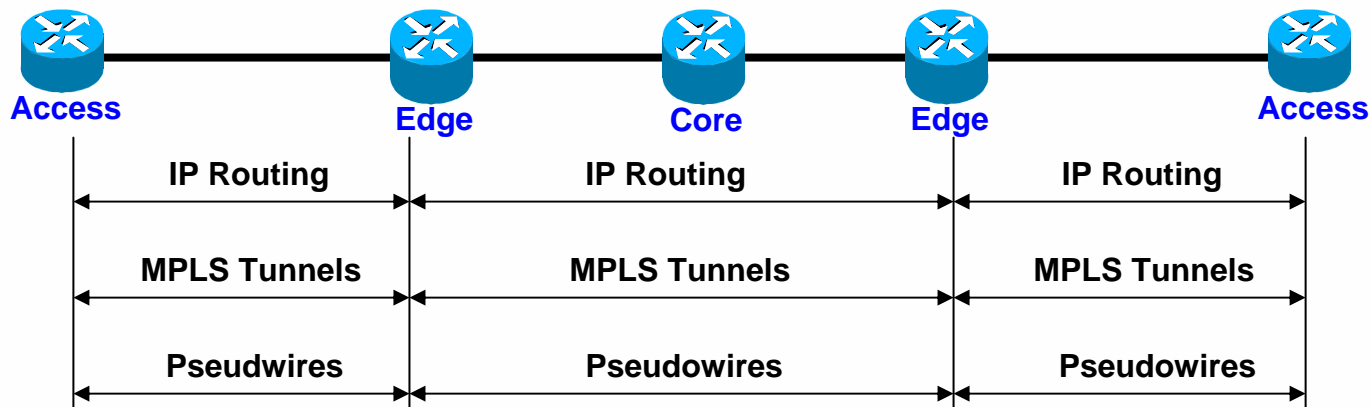 Access
Edge
Core
Edge
Access
IP Routing
IP Routing
IP Routing
MPLS Tunnels
MPLS Tunnels
MPLS Tunnels
Pseudwires
Pseudowires
Pseudowires